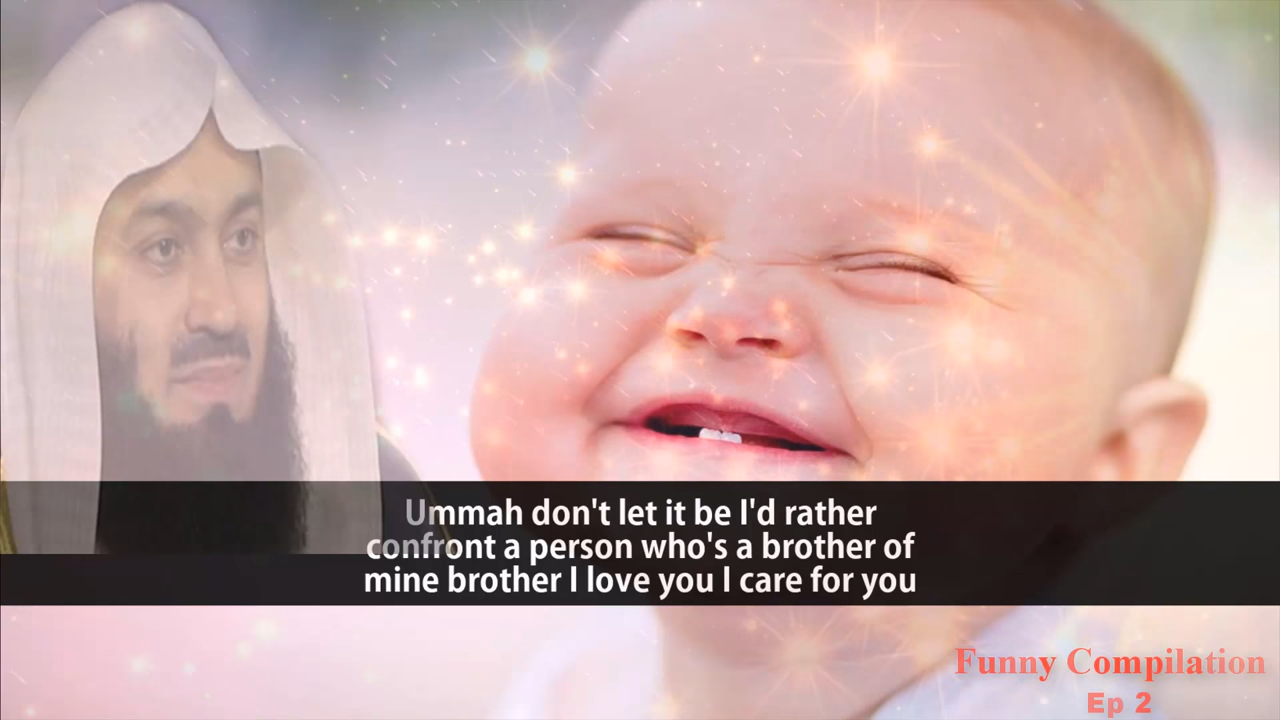 Ummah don't let it be I'd rather
confront a person who's a brother of
mine brother I love you I care for you
Funny Compilation
Ep 2